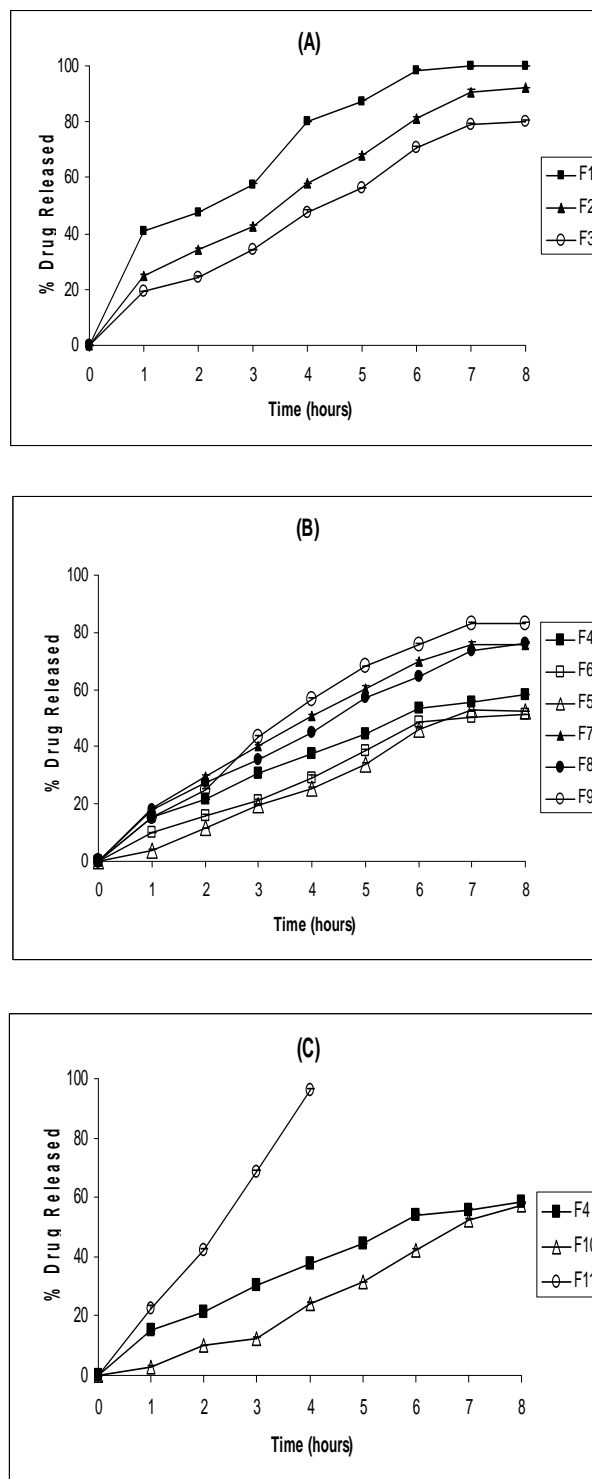 (A)
100
80
60
40
20
0
% Drug Released
0 1 2 3 4 5 6 7 8
Time (hours)
F1
F2
F3
(B)
100
80
60
40
20
0
% Drug Released
0 1 2 3 4 5 6 7 8
Time (hours)
F4
F6
F5
F7
F8
F9
(C)
100
80
60
40
20
0
% Drug Released
0 1 2 3 4 5 6 7 8
Time (hours)
F4
F10
F11